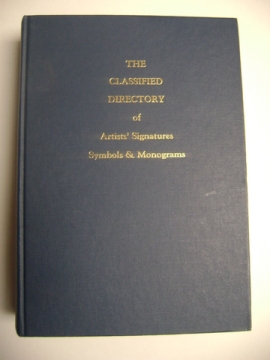 THE
CLASSIFIED
DIRECTORY
of
Artists' Signatures
Symbols & Monograms